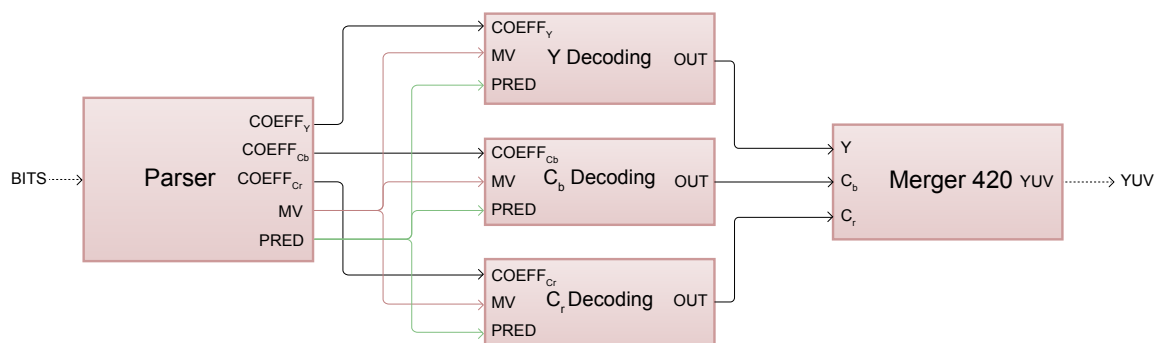 BITS
Parser
COEFF_Y
COEFF_Cb
COEFF_Cr
MV
PRED
COEFF_Y
MV
PRED
Y Decoding
OUT
COEFF_Cb
MV
PRED
C_b Decoding
OUT
COEFF_Cr
MV
PRED
C_r Decoding
OUT
Y
C_b
C_r
Merger 420
YUV
YUV